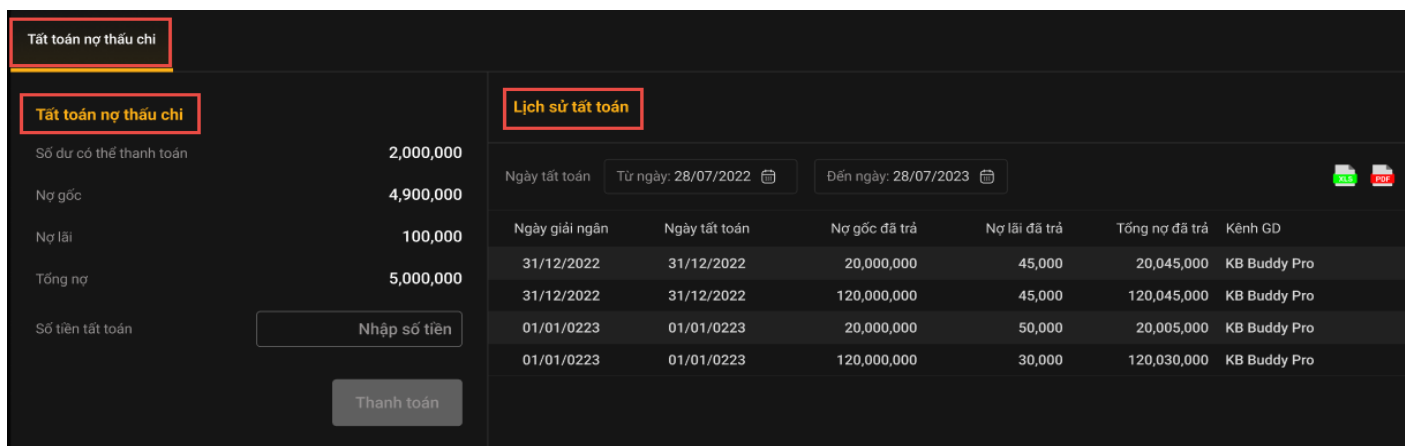 Tất toán nợ thấu chi
Tất toán nợ thấu chi
Số dư có thể thanh toán 2,000,000
Nợ gốc 4,900,000
Nợ lãi 100,000
Tổng nợ 5,000,000
Số tiền tất toán Nhập số tiền
Thanh toán
Lịch sử tất toán
Ngày tất toán Từ ngày: 28/07/2022 Đến ngày: 28/07/2023 XLS PDF
Ngày giải ngân Ngày tất toán Nợ gốc đã trả Nợ lãi đã trả Tổng nợ đã trả Kênh GD
31/12/2022 31/12/2022 20,000,000 45,000 20,045,000 KB Buddy Pro
31/12/2022 31/12/2022 120,000,000 45,000 120,045,000 KB Buddy Pro
01/01/0223 01/01/0223 20,000,000 50,000 20,005,000 KB Buddy Pro
01/01/0223 01/01/0223 120,000,000 30,000 120,030,000 KB Buddy Pro